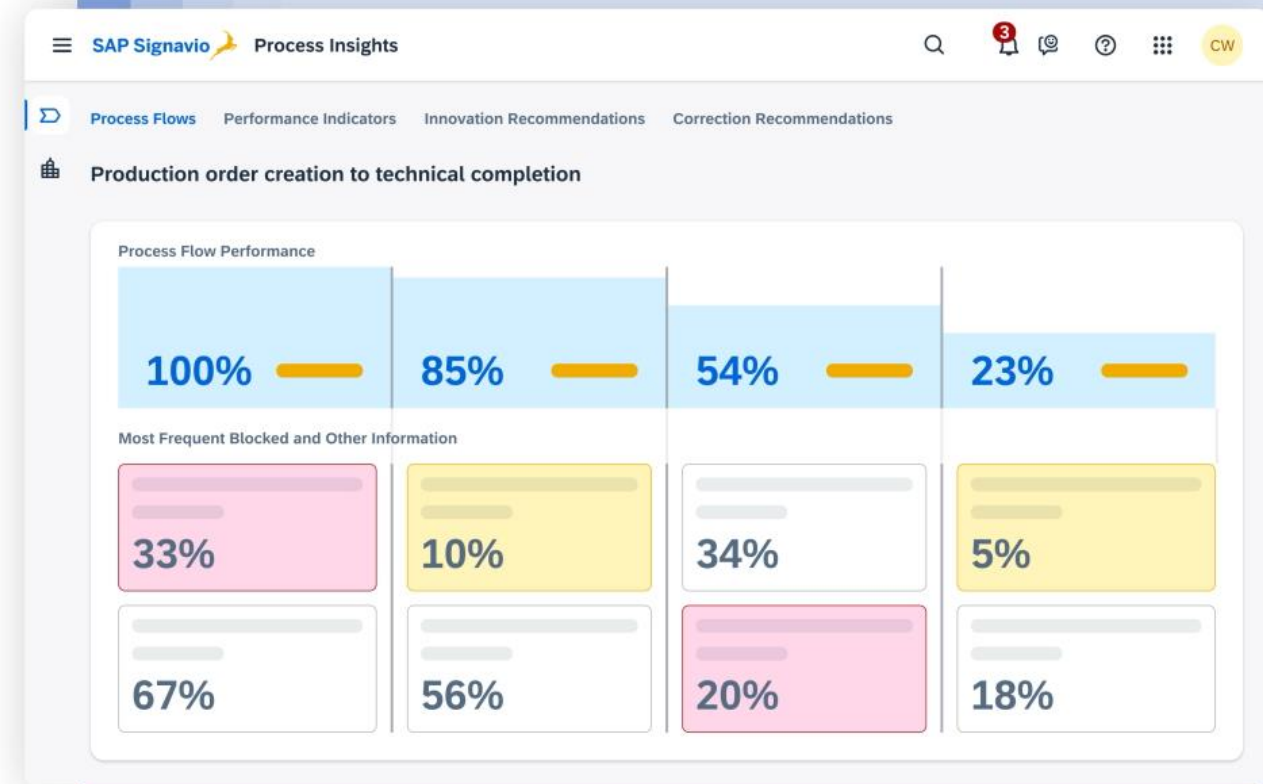 SAP Signavio Process Insights
3
CW
Process Flows Performance Indicators Innovation Recommendations Correction Recommendations
Production order creation to technical completion
Process Flow Performance
100% 85% 54% 23%
Most Frequent Blocked and Other Information
33% 10% 34% 5%
67% 56% 20% 18%